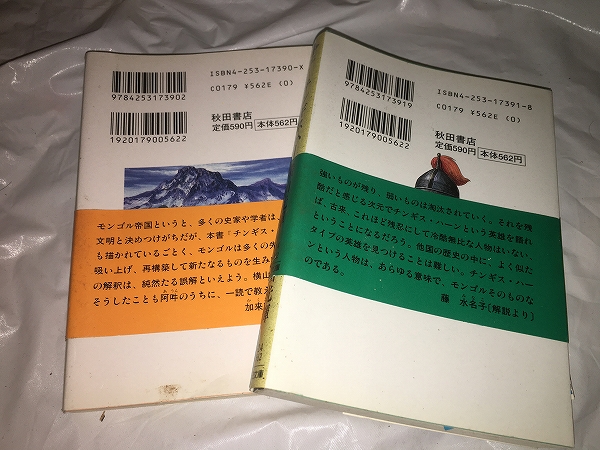 ISBN4-253-17390-X
C0179 ¥562E (0)
9784253173902
1920179005622
秋田書店
定価590円 本体562円
モンゴル帝国というと、多くの史家や学者は、
文明と決めつけがちだが、本書『チンギス・
も描かれているごとく、モンゴルは多くの先
吸い上げ、再構築して新たなるものを生み
の解釈は、純然たる誤解といえよう。横山
そうしたことも阿吽のうちに、一読で教え
加来
ISBN4-253-17391-8
C0179 ¥562E (0)
9784253173919
1920179005622
秋田書店
定価590円 本体562円
強いものが残り、弱いものは淘汰されていく。それを残
酷だと感じる次元でチンギス・ハーンという英雄を語れ
ば、古来、これほど残忍にして冷酷無比な人物はいない、
ということになるだろう。他国の歴史の中に、よく似た
タイプの英雄を見つけることは難しい。チンギス・ハー
ンという人物は、あらゆる意味で、モンゴルそのものな
のである。
藤 水名子〔解説より〕
文庫